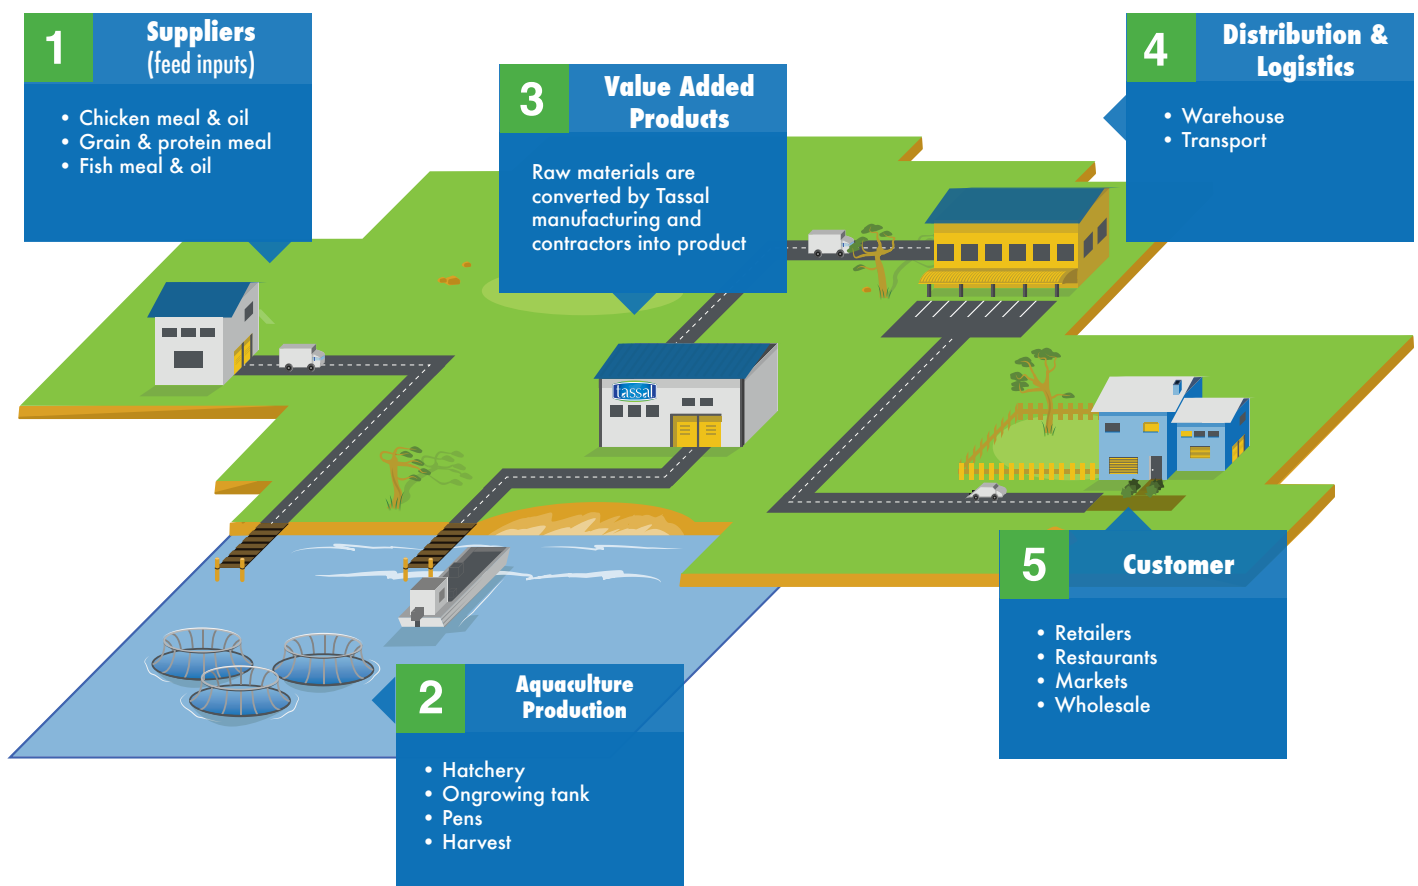 1
Suppliers
(feed inputs)
• Chicken meal & oil
• Grain & protein meal
• Fish meal & oil
3
Value Added
Products
Raw materials are
converted by Tassal
manufacturing and
contractors into product
4
Distribution &
Logistics
• Warehouse
• Transport
tassal
2
Aquaculture
Production
• Hatchery
• Ongrowing tank
• Pens
• Harvest
5
Customer
• Retailers
• Restaurants
• Markets
• Wholesale